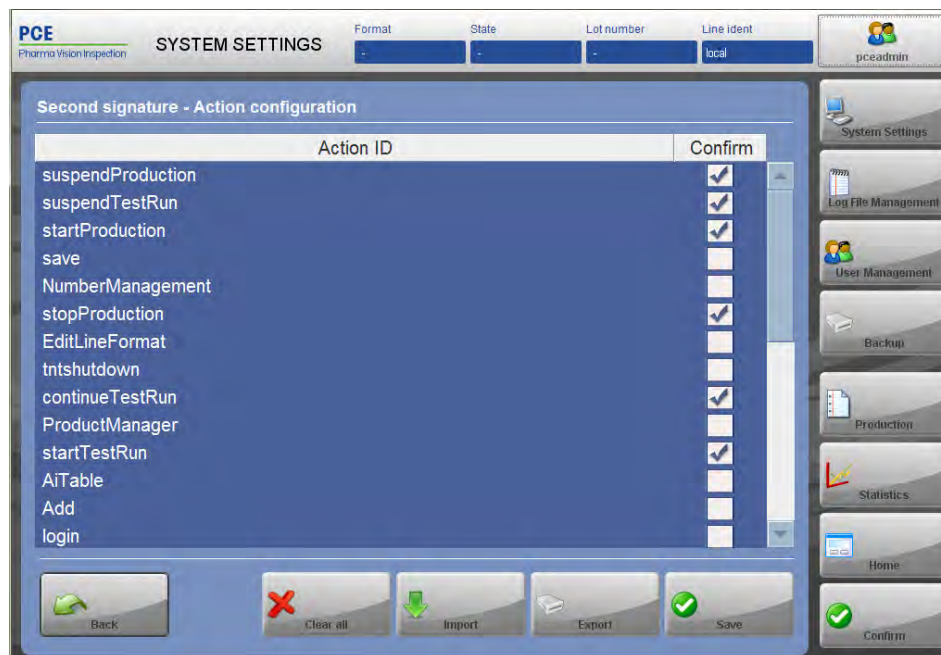 PCE
Pharma Vision Inspection
SYSTEM SETTINGS
Format
-
State
-
Lot number
-
Line ident
local
pceadmin
Second signature - Action configuration
Action ID Confirm
suspendProduction
suspendTestRun
startProduction
save
NumberManagement
stopProduction
EditLineFormat
tntshutdown
continueTestRun
ProductManager
startTestRun
AiTable
Add
login
Back
Clear all
Import
Export
Save
System Settings
Log File Management
User Management
Backup
Production
Statistics
Home
Confirm